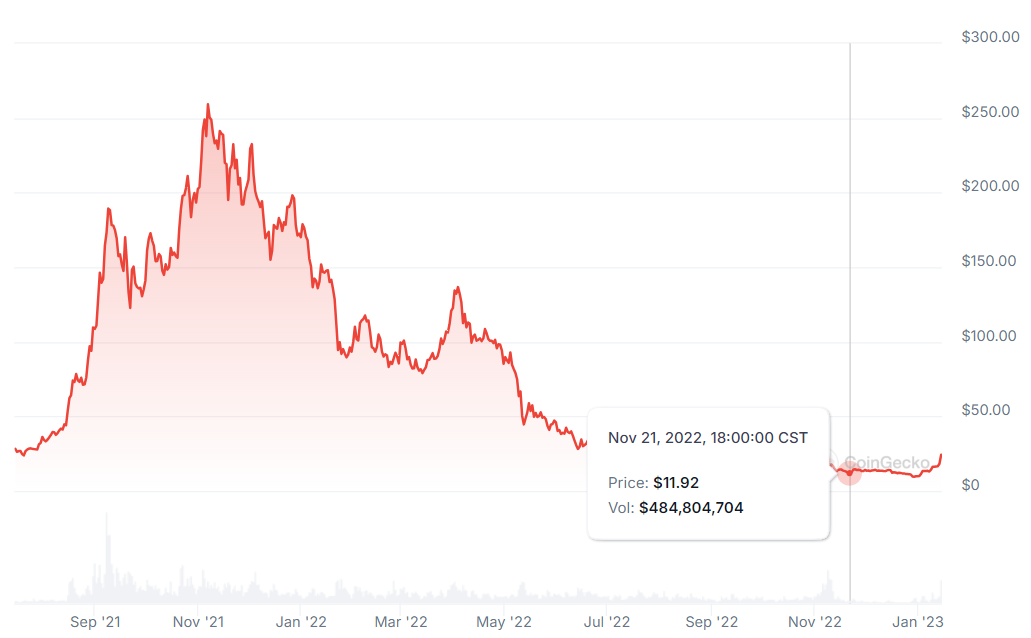 $300.00
$250.00
$200.00
$150.00
$100.00
$50.00
$0
Nov 21, 2022, 18:00:00 CST
Price: $11.92
Vol: $484,804,704
CoinGecko
Sep '21
Nov '21
Jan '22
Mar '22
May '22
Jul '22
Sep '22
Nov '22
Jan '23